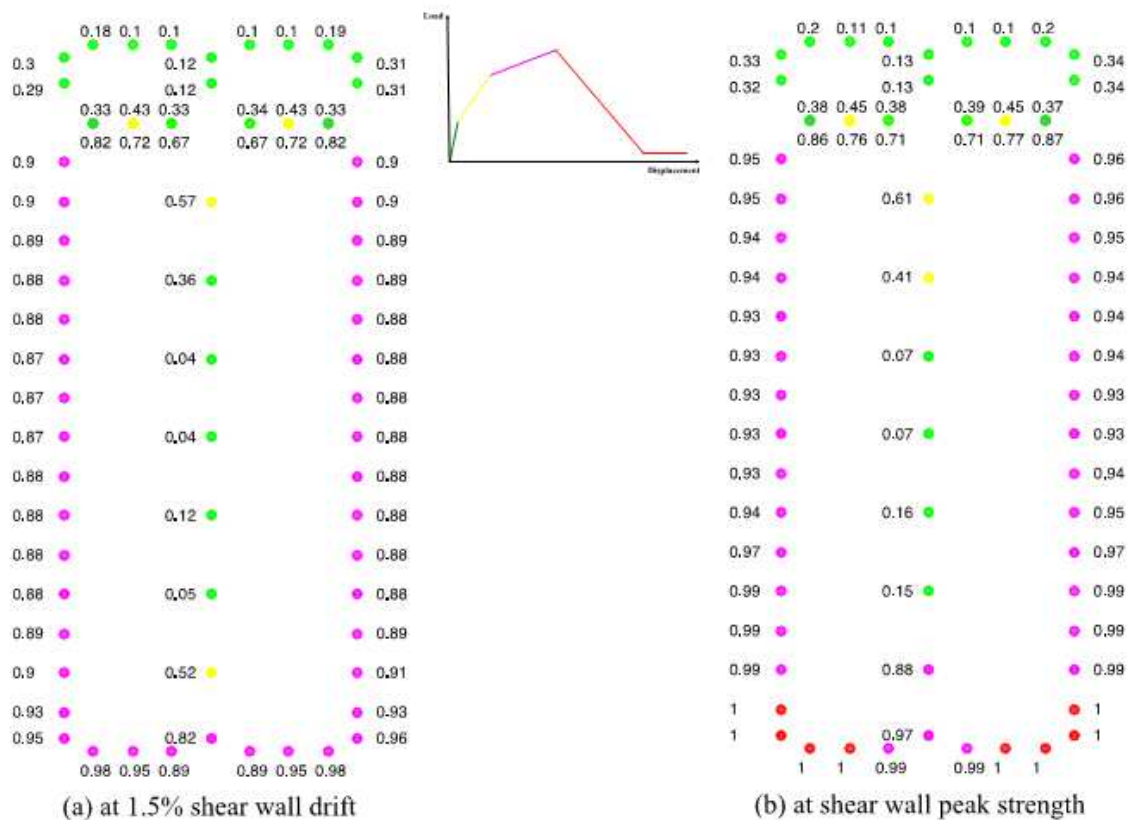 0.18 0.1 0.1 0.1 0.1 0.19
0.3 0.12 0.31
0.29 0.12 0.31
0.33 0.43 0.33 0.34 0.43 0.33
0.82 0.72 0.67 0.67 0.72 0.82
0.9 0.9
0.9 0.57 0.9
0.89 0.89
0.88 0.36 0.89
0.88 0.88
0.87 0.04 0.88
0.87 0.88
0.87 0.04 0.88
0.88 0.88
0.88 0.12 0.88
0.88 0.88
0.88 0.05 0.88
0.89 0.89
0.9 0.52 0.91
0.93 0.93
0.95 0.82 0.96
0.98 0.95 0.89 0.89 0.95 0.98
(a) at 1.5% shear wall drift
Load
Displacement
0.2 0.11 0.1 0.1 0.1 0.2
0.33 0.13 0.34
0.32 0.13 0.34
0.38 0.45 0.38 0.39 0.45 0.37
0.86 0.76 0.71 0.71 0.77 0.87
0.95 0.96
0.95 0.61 0.96
0.94 0.95
0.94 0.41 0.94
0.93 0.94
0.93 0.07 0.94
0.93 0.93
0.93 0.07 0.93
0.93 0.94
0.94 0.16 0.95
0.97 0.97
0.99 0.15 0.99
0.99 0.99
0.99 0.88 0.99
1 1
1 0.97 1
1 1 0.99 0.99 1 1
(b) at shear wall peak strength